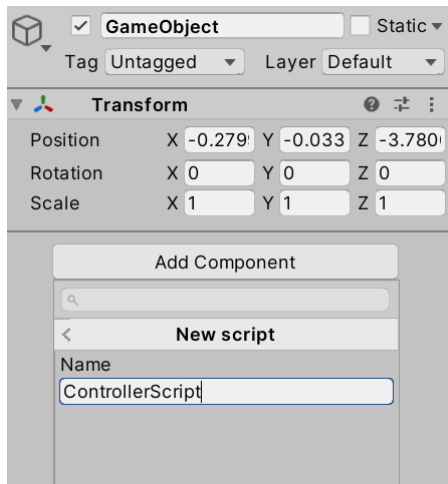 GameObject Static
Tag Untagged Layer Default
Transform
Position X -0.279 Y -0.033 Z -3.780
Rotation X 0 Y 0 Z 0
Scale X 1 Y 1 Z 1
Add Component
New script
Name
ControllerScript